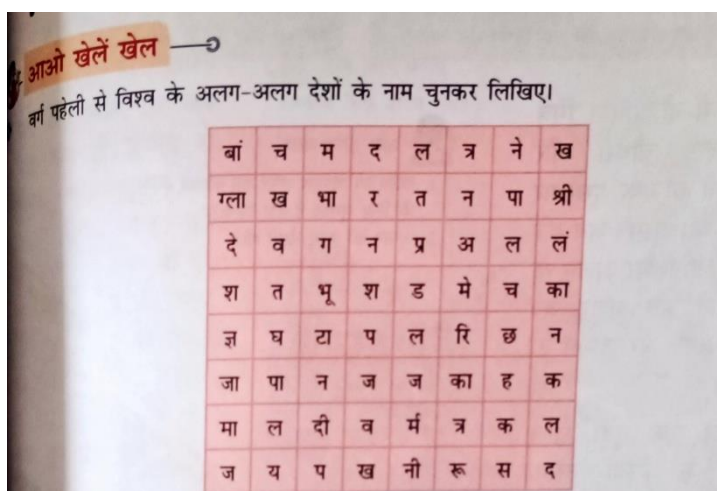 आओ खेलें खेल
वर्ग पहेली से विश्व के अलग-अलग देशों के नाम चुनकर लिखिए।
बां च म द ल त्र ने ख
ग्ला ख भा र त न पा श्री
दे व ग न प्र अ ल लं
श त भू श ड मे च का
ज्ञ घ टा प ल रि छ न
जा पा न ज ज का ह क
मा ल दी व र्म त्र क ल
ज य प ख नी रू स द